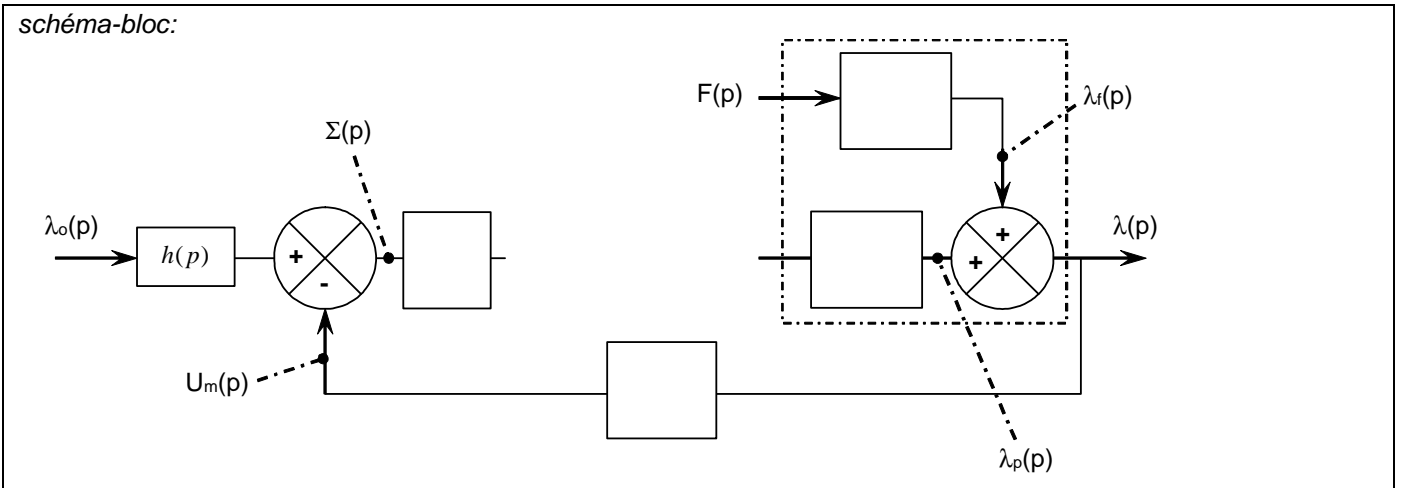 schéma-bloc:
F(p)
λf(p)
Σ(p)
λo(p)
h(p)
+
-
+
+
λ(p)
Um(p)
λp(p)